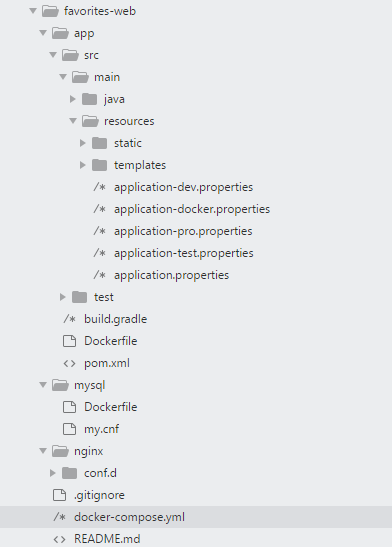 favorites-web
app
src
main
java
resources
static
templates
/* application-dev.properties
/* application-docker.properties
/* application-pro.properties
/* application-test.properties
/* application.properties
test
/* build.gradle
Dockerfile
<> pom.xml
mysql
Dockerfile
my.cnf
nginx
conf.d
.gitignore
/* docker-compose.yml
<> README.md